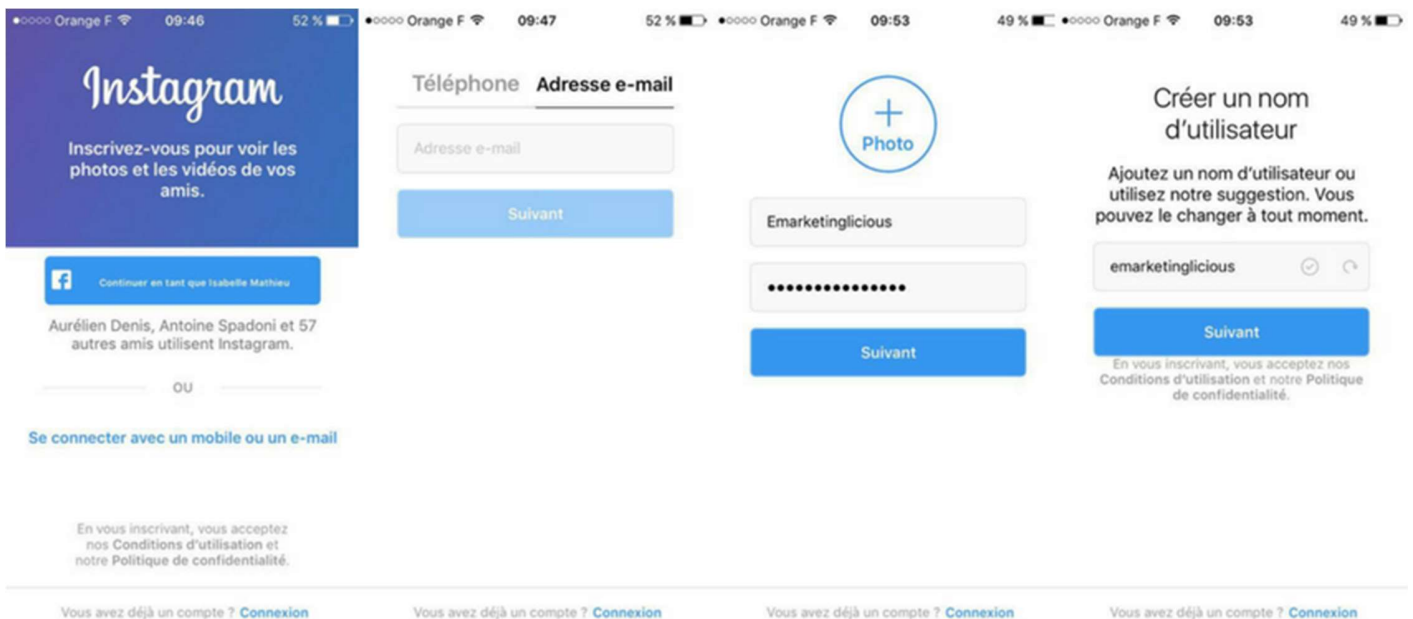 Orange F 09:46 52 %
Instagram
Inscrivez-vous pour voir les
photos et les vidéos de vos
amis.
Continuer en tant que Isabelle Mathieu
Aurélien Denis, Antoine Spadoni et 57
autres amis utilisent Instagram.
OU
Se connecter avec un mobile ou un e-mail
En vous inscrivant, vous acceptez
nos Conditions d'utilisation et
notre Politique de confidentialité.
Vous avez déjà un compte ? Connexion
Orange F 09:47 52 %
Téléphone Adresse e-mail
Adresse e-mail
Suivant
Vous avez déjà un compte ? Connexion
Orange F 09:53 49 %
+
Photo
Emarketinglicious
•••••••••••••••
Suivant
Vous avez déjà un compte ? Connexion
Orange F 09:53 49 %
Créer un nom
d'utilisateur
Ajoutez un nom d'utilisateur ou
utilisez notre suggestion. Vous
pouvez le changer à tout moment.
emarketinglicious
Suivant
En vous inscrivant, vous acceptez nos
Conditions d'utilisation et notre Politique
de confidentialité.
Vous avez déjà un compte ? Connexion